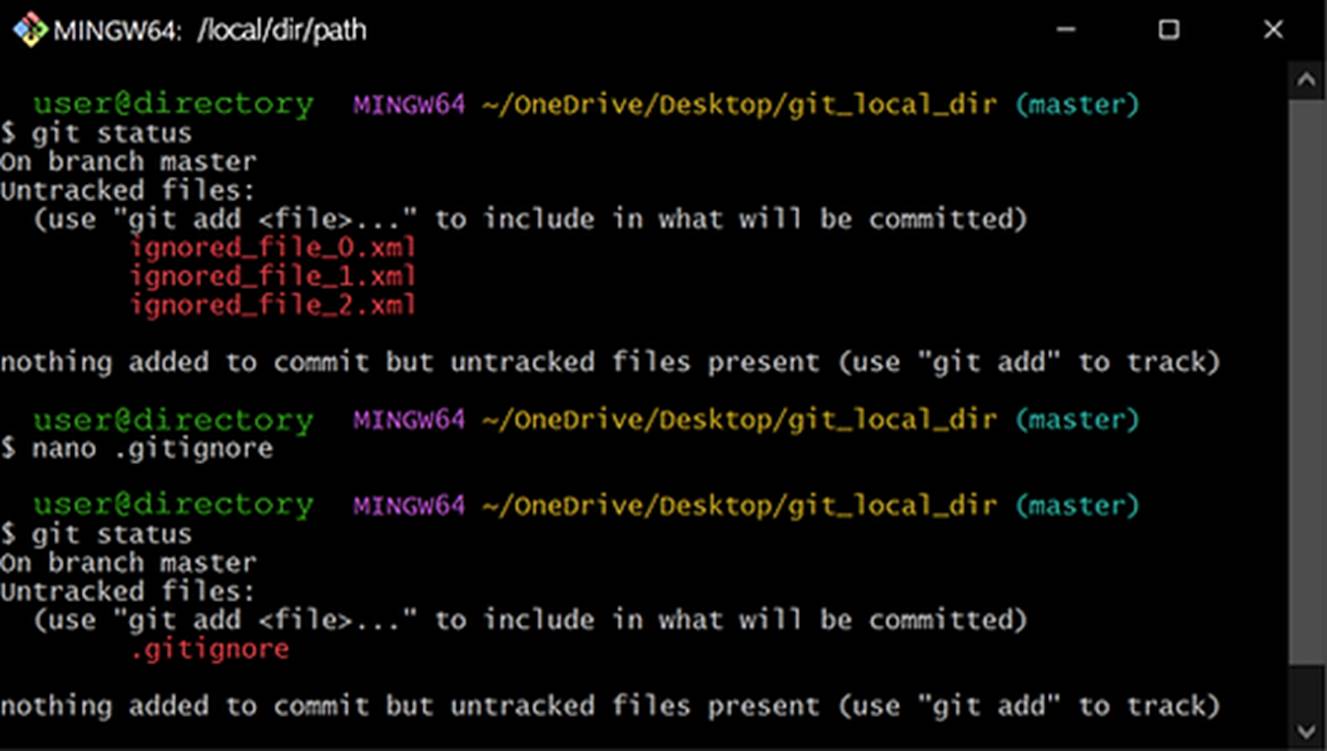 MINGW64: /local/dir/path
user@directory MINGW64 ~/OneDrive/Desktop/git_local_dir (master)
$ git status
On branch master
Untracked files:
(use "git add <file>..." to include in what will be committed)
ignored_file_0.xml
ignored_file_1.xml
ignored_file_2.xml
nothing added to commit but untracked files present (use "git add" to track)
user@directory MINGW64 ~/OneDrive/Desktop/git_local_dir (master)
$ nano .gitignore
user@directory MINGW64 ~/OneDrive/Desktop/git_local_dir (master)
$ git status
On branch master
Untracked files:
(use "git add <file>..." to include in what will be committed)
.gitignore
nothing added to commit but untracked files present (use "git add" to track)